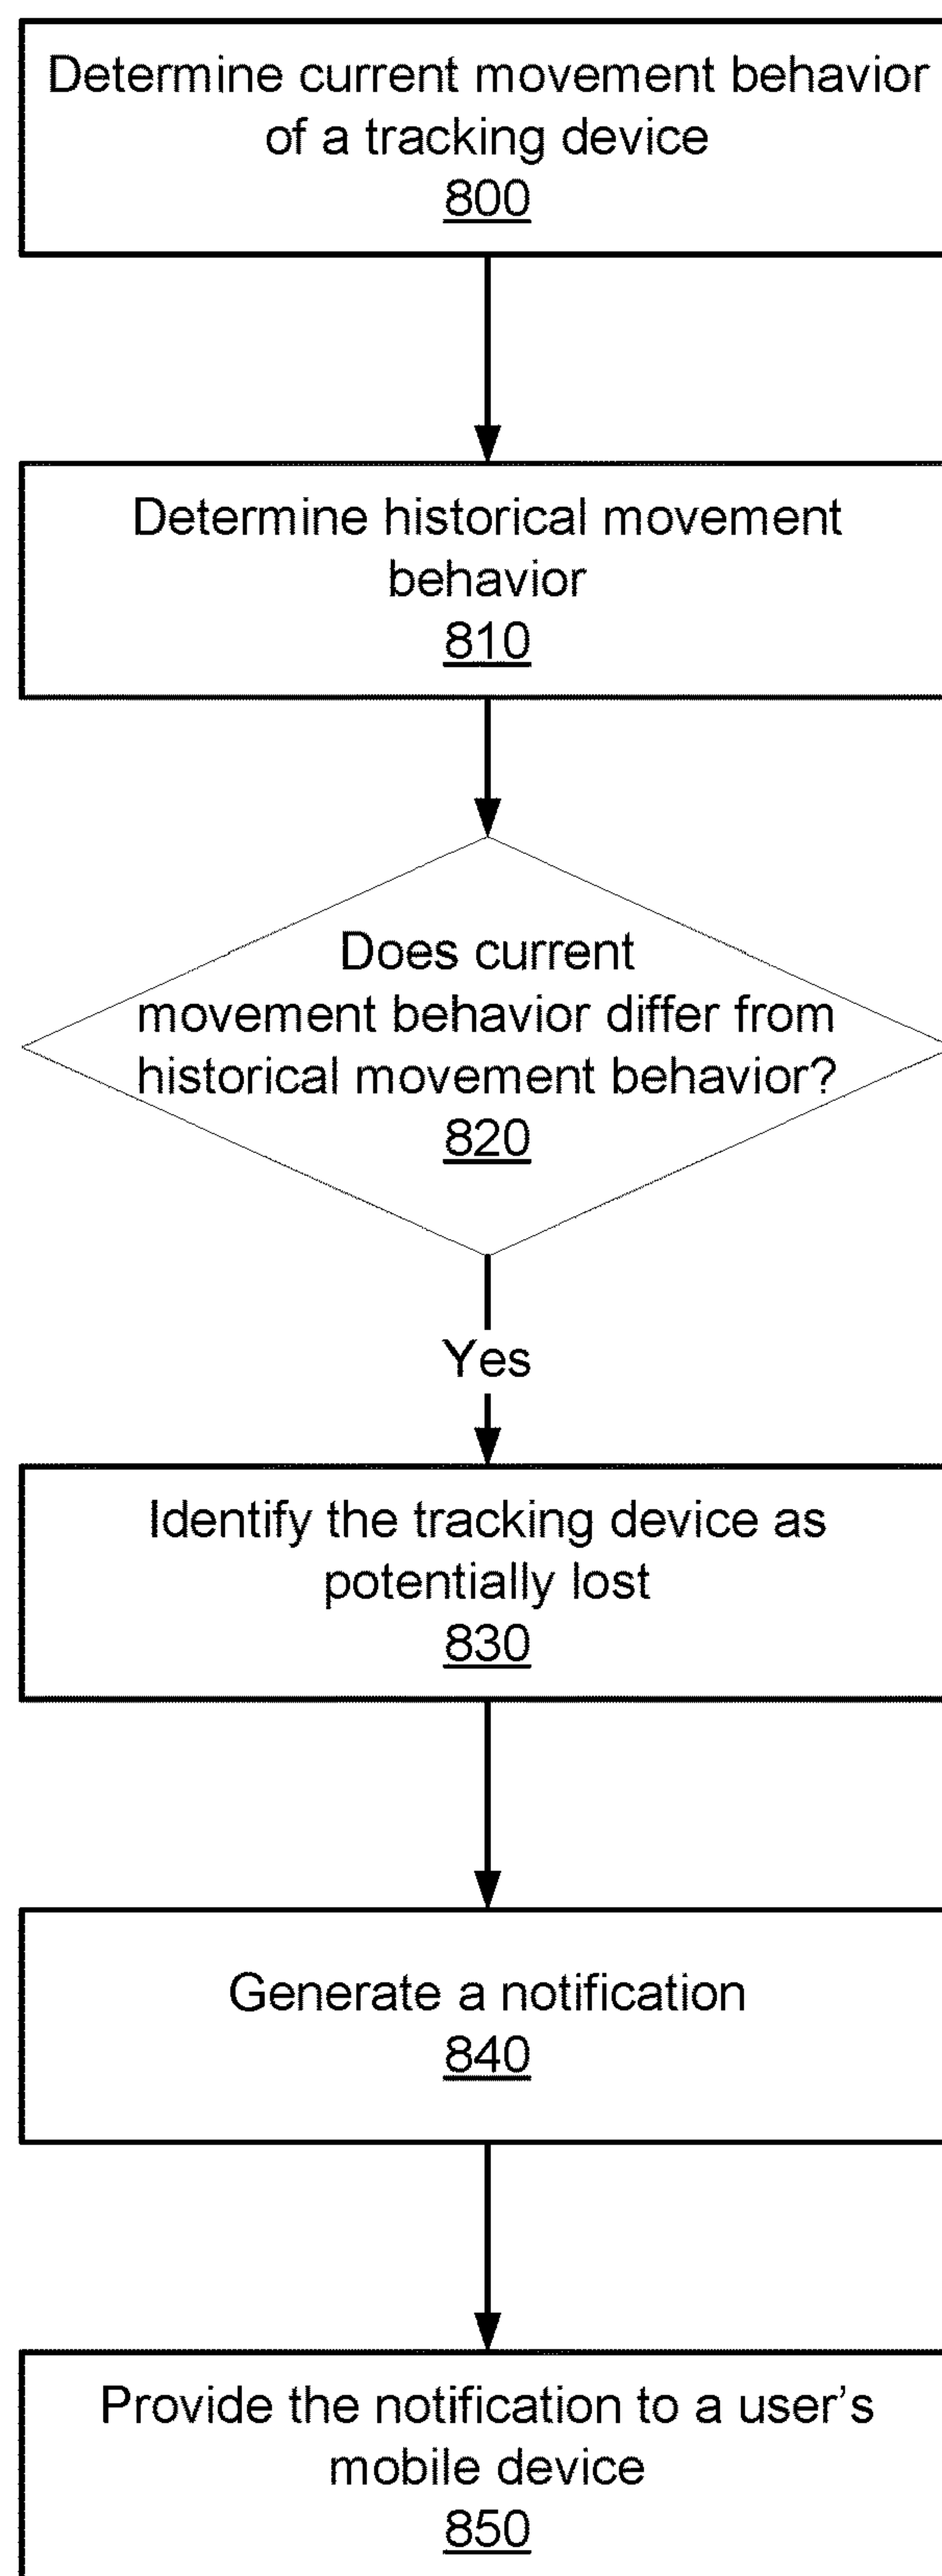 Determine current movement behavior
of a tracking device
800
Determine historical movement
behavior
810
Does current
movement behavior differ from
historical movement behavior?
820
Yes
Identify the tracking device as
potentially lost
830
Generate a notification
840
Provide the notification to a user's
mobile device
850